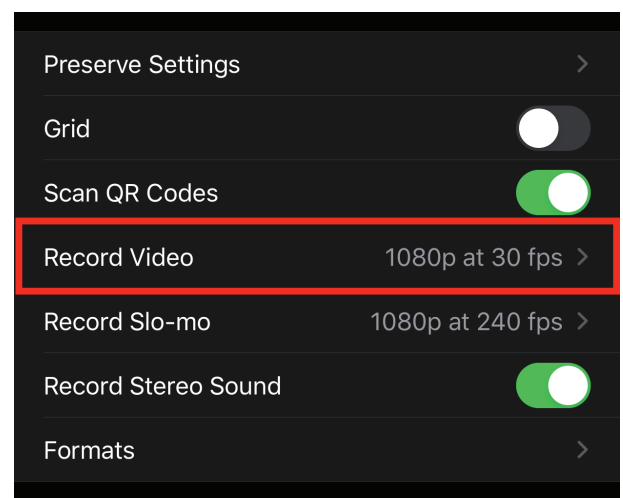 Preserve Settings
Grid
Scan QR Codes
Record Video 1080p at 30 fps
Record Slo-mo 1080p at 240 fps
Record Stereo Sound
Formats